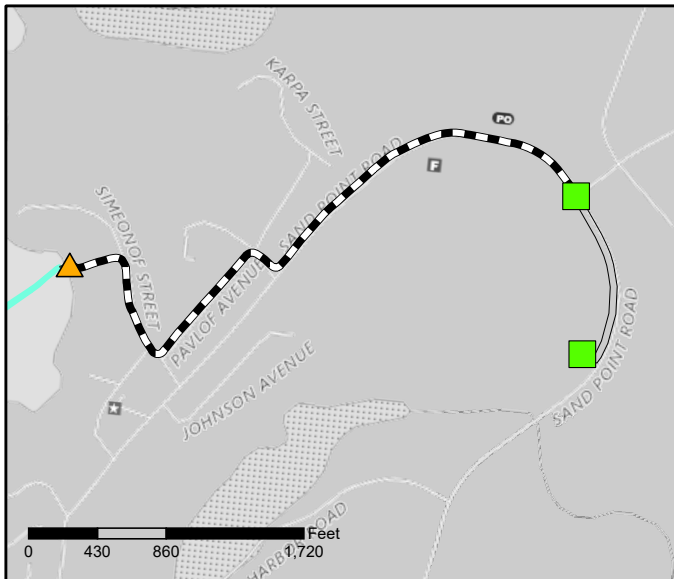 KARPA STREET
PO
SAND POINT ROAD
F
SIMEONOF STREET
PAVLOF AVENUE
JOHNSON AVENUE
SAND POINT ROAD
HARBOR ROAD
Feet
0 430 860 1,720